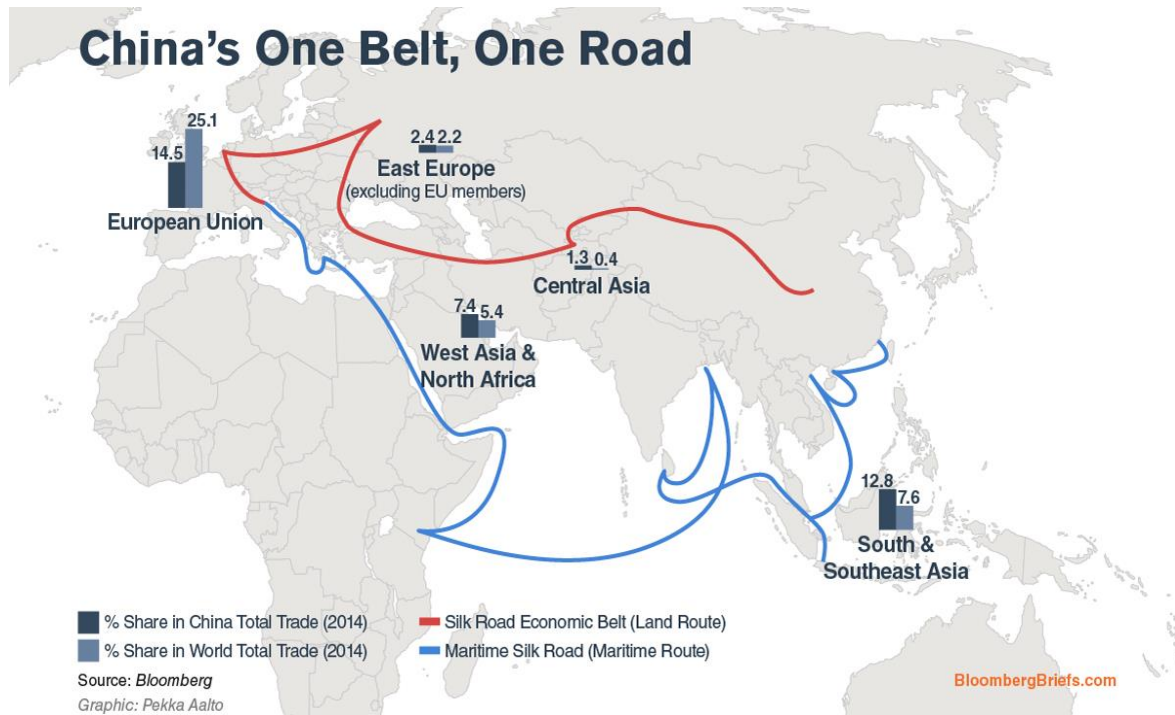 China's One Belt, One Road
25.1
14.5
European Union
2.4 2.2
East Europe
(excluding EU members)
1.3 0.4
Central Asia
7.4
5.4
West Asia &
North Africa
12.8
7.6
South &
Southeast Asia
% Share in China Total Trade (2014)
% Share in World Total Trade (2014)
Silk Road Economic Belt (Land Route)
Maritime Silk Road (Maritime Route)
Source: Bloomberg
Graphic: Pekka Aalto
BloombergBriefs.com